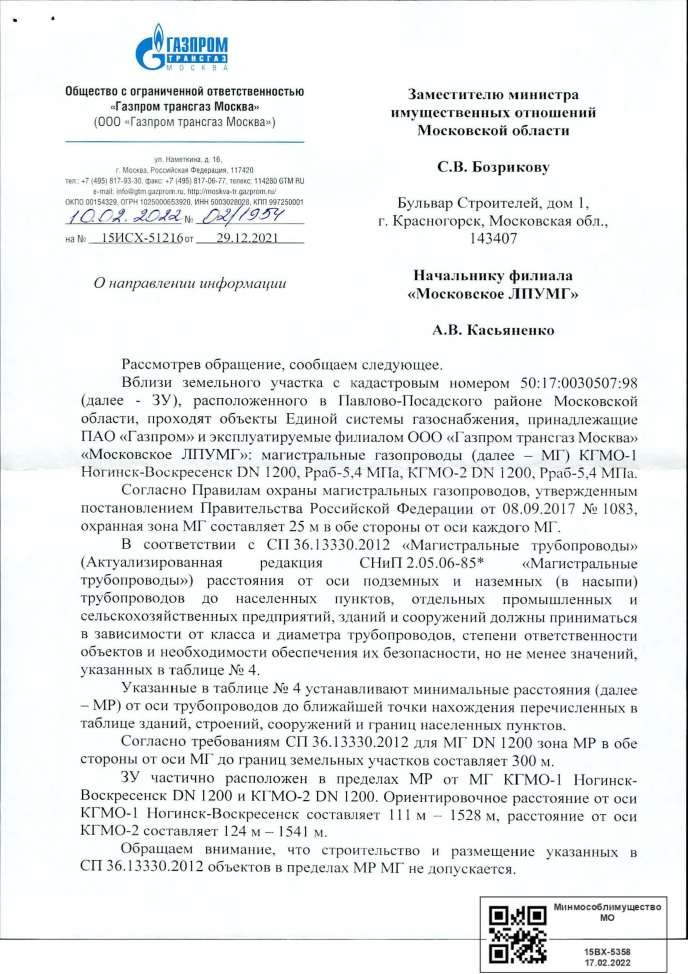 ГАЗПРОМ
ТРАНСГАЗ
МОСКВА
Общество с ограниченной ответственностью
«Газпром трансгаз Москва»
(ООО «Газпром трансгаз Москва»)
ул. Наметкина, д. 16,
г. Москва, Российская Федерация, 117420
тел.: +7 (495) 817-93-30, факс: +7 (495) 817-06-77, телекс: 114280 GTM RU
e-mail: info@gtm.gazprom.ru, http://moskva-tr.gazprom.ru/
ОКПО 00154329, ОГРН 1025000653920, ИНН 5003028028, КПП 997250001
10.02.2022 № 02/1954
на № 15ИСХ-51216 от 29.12.2021
О направлении информации
Заместителю министра
имущественных отношений
Московской области
С.В. Бозрикову
Бульвар Строителей, дом 1,
г. Красногорск, Московская обл.,
143407
Начальнику филиала
«Московское ЛПУМГ»
А.В. Касьяненко
Рассмотрев обращение, сообщаем следующее.
Вблизи земельного участка с кадастровым номером 50:17:0030507:98
(далее - ЗУ), расположенного в Павлово-Посадском районе Московской
области, проходят объекты Единой системы газоснабжения, принадлежащие
ПАО «Газпром» и эксплуатируемые филиалом ООО «Газпром трансгаз Москва»
«Московское ЛПУМГ»: магистральные газопроводы (далее – МГ) КГМО-1
Ногинск-Воскресенск DN 1200, Рраб-5,4 МПа, КГМО-2 DN 1200, Рраб-5,4 МПа.
Согласно Правилам охраны магистральных газопроводов, утвержденным
постановлением Правительства Российской Федерации от 08.09.2017 № 1083,
охранная зона МГ составляет 25 м в обе стороны от оси каждого МГ.
В соответствии с СП 36.13330.2012 «Магистральные трубопроводы»
(Актуализированная редакция СНиП 2.05.06-85* «Магистральные
трубопроводы») расстояния от оси подземных и наземных (в насыпи)
трубопроводов до населенных пунктов, отдельных промышленных и
сельскохозяйственных предприятий, зданий и сооружений должны приниматься
в зависимости от класса и диаметра трубопроводов, степени ответственности
объектов и необходимости обеспечения их безопасности, но не менее значений,
указанных в таблице № 4.
Указанные в таблице № 4 устанавливают минимальные расстояния (далее
– МР) от оси трубопроводов до ближайшей точки нахождения перечисленных в
таблице зданий, строений, сооружений и границ населенных пунктов.
Согласно требованиям СП 36.13330.2012 для МГ DN 1200 зона МР в обе
стороны от оси МГ до границ земельных участков составляет 300 м.
ЗУ частично расположен в пределах МР от МГ КГМО-1 Ногинск-
Воскресенск DN 1200 и КГМО-2 DN 1200. Ориентировочное расстояние от оси
КГМО-1 Ногинск-Воскресенск составляет 111 м – 1528 м, расстояние от оси
КГМО-2 составляет 124 м – 1541 м.
Обращаем внимание, что строительство и размещение указанных в
СП 36.13330.2012 объектов в пределах МР МГ не допускается.
Минмособлимущество
МО
15ВХ-5358
17.02.2022